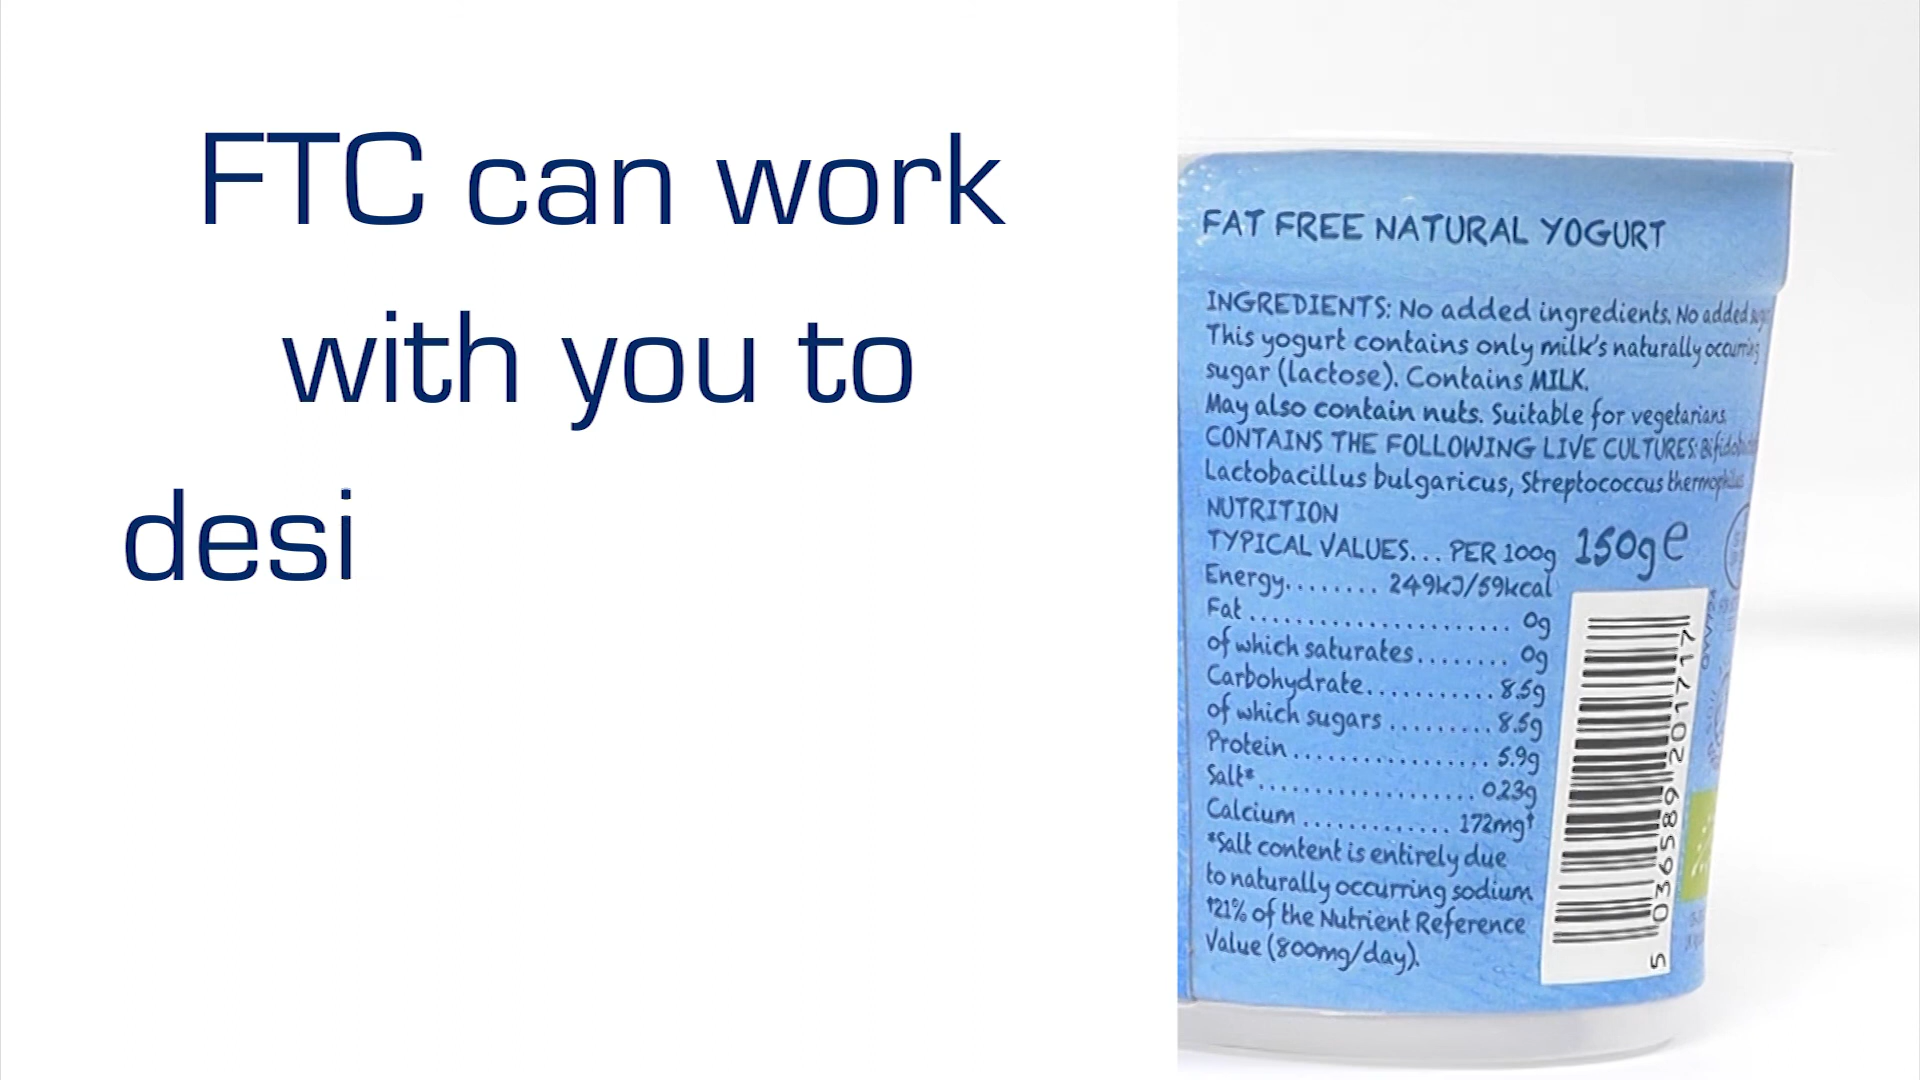 FTC can work
with you to
desi
FAT FREE NATURAL YOGURT
INGREDIENTS: No added ingredients. No added
This yogurt contains only milk's naturally occurring
sugar (lactose). Contains MILK.
May also contain nuts. Suitable for vegetarians
CONTAINS THE FOLLOWING LIVE CULTURES:
Lactobacillus bulgaricus, Streptococcus thermophilus
NUTRITION
TYPICAL VALUES... PER 100g
150g e
Energy........ 249kJ/59kcal
Fat ...................... 0g
of which saturates........ 0g
Carbohydrate........... 8.5g
of which sugars ......... 8.5g
Protein ................. 5.9g
Salt*................... 0.23g
Calcium ............. 172mg†
*Salt content is entirely due
to naturally occurring sodium.
†21% of the Nutrient Reference
Value (800mg/day).
5 036589 201717